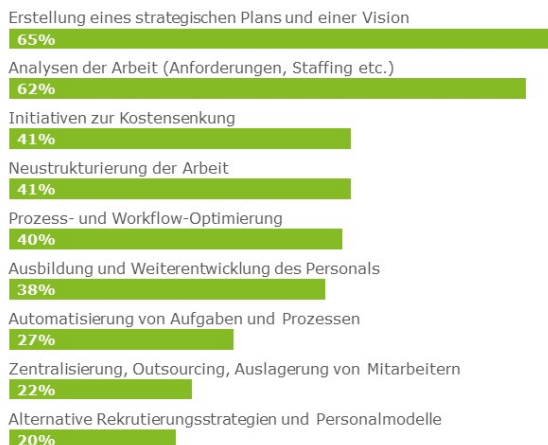 Erstellung eines strategischen Plans und einer Vision
65%
Analysen der Arbeit (Anforderungen, Staffing etc.)
62%
Initiativen zur Kostensenkung
41%
Neustrukturierung der Arbeit
41%
Prozess- und Workflow-Optimierung
40%
Ausbildung und Weiterentwicklung des Personals
38%
Automatisierung von Aufgaben und Prozessen
27%
Zentralisierung, Outsourcing, Auslagerung von Mitarbeitern
22%
Alternative Rekrutierungsstrategien und Personalmodelle
20%